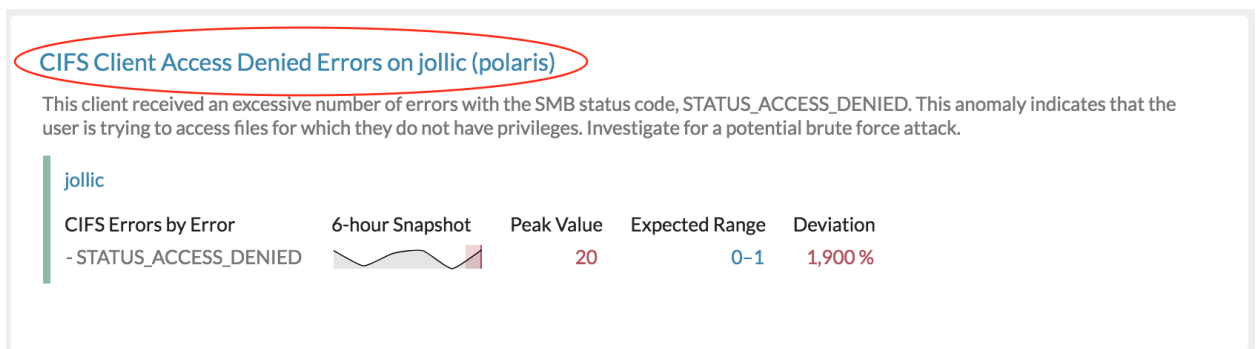 CIFS Client Access Denied Errors on jollic (polaris)
This client received an excessive number of errors with the SMB status code, STATUS_ACCESS_DENIED. This anomaly indicates that the
user is trying to access files for which they do not have privileges. Investigate for a potential brute force attack.
jollic
CIFS Errors by Error 6-hour Snapshot Peak Value Expected Range Deviation
- STATUS_ACCESS_DENIED 20 0–1 1,900 %